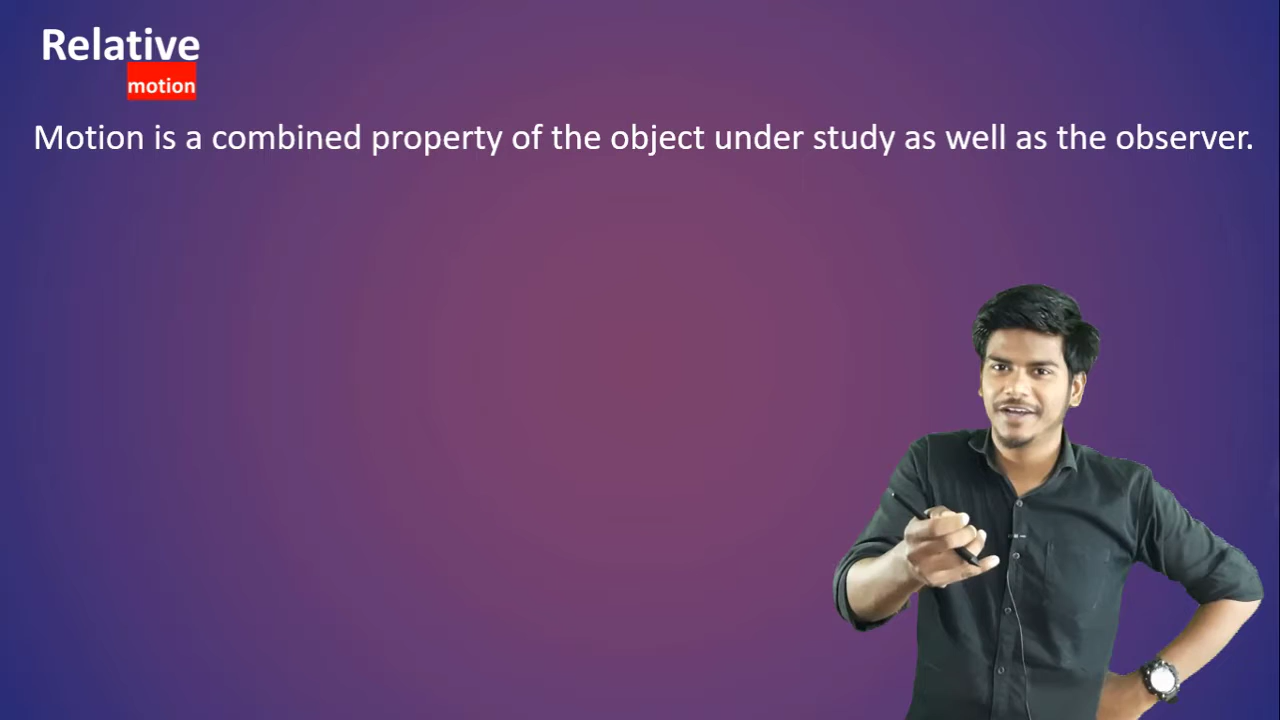 Relative
motion
Motion is a combined property of the object under study as well as the observer.